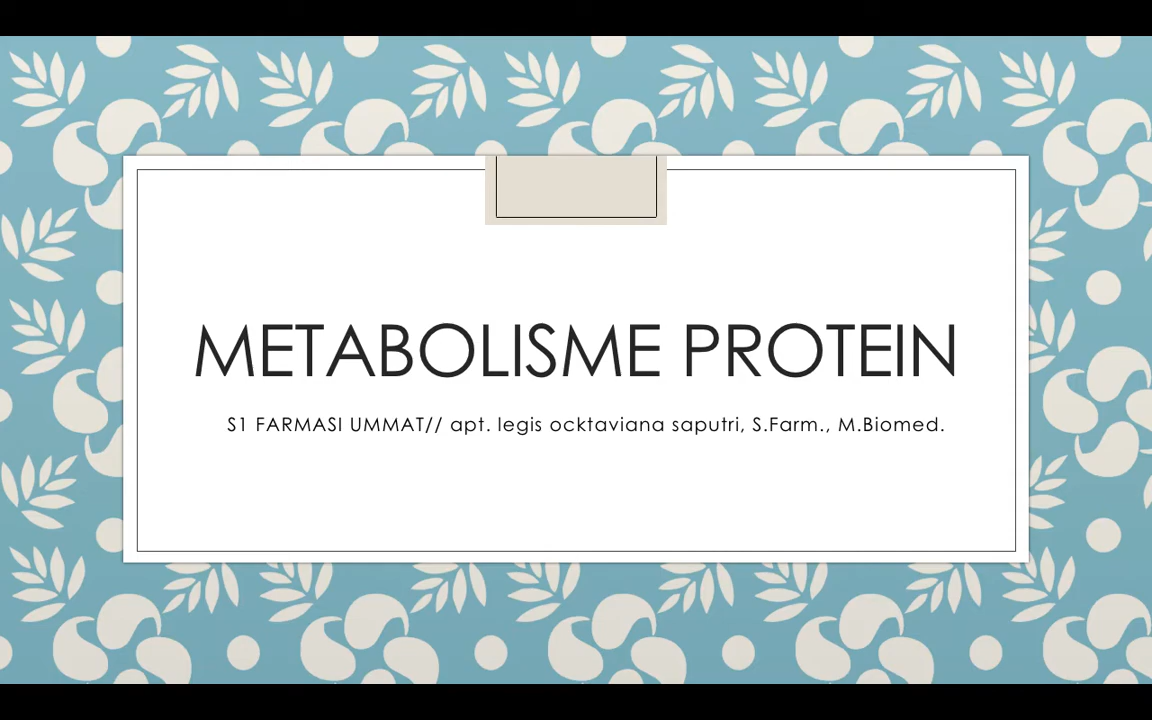 METABOLISME PROTEIN
S1 FARMASI UMMAT// apt. legis ocktaviana saputri, S.Farm., M.Biomed.